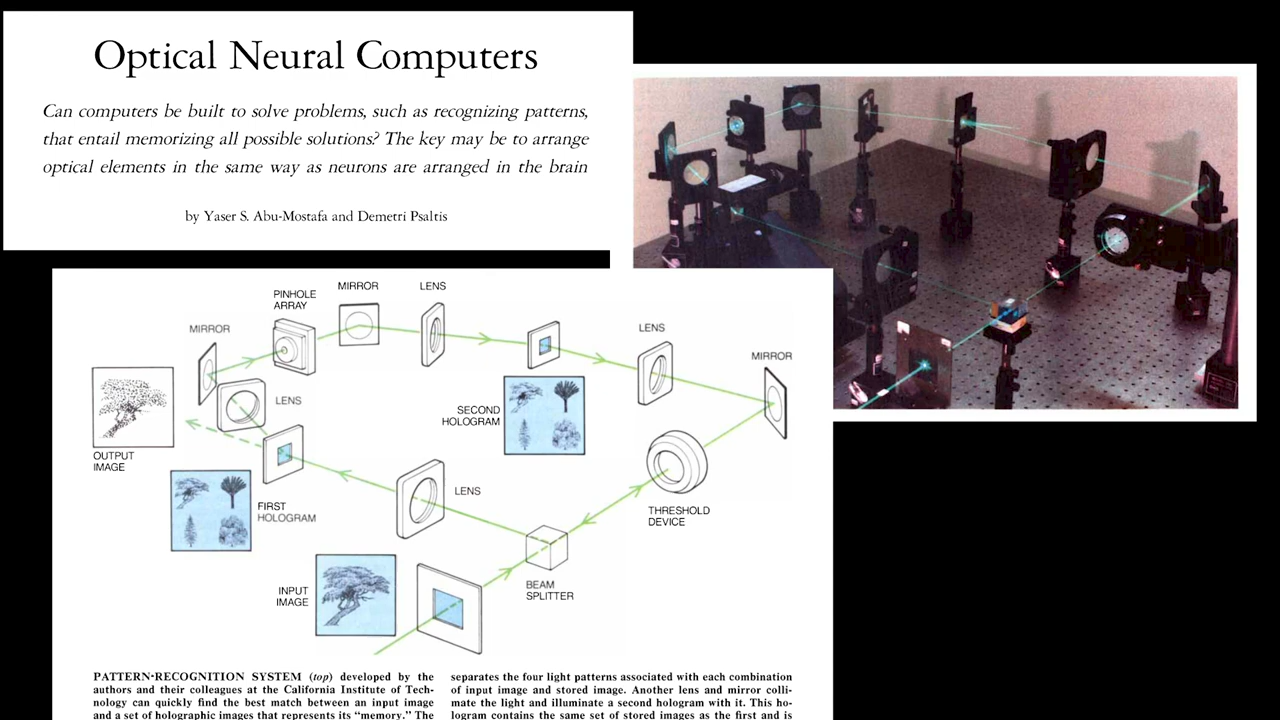 Optical Neural Computers
Can computers be built to solve problems, such as recognizing patterns,
that entail memorizing all possible solutions? The key may be to arrange
optical elements in the same way as neurons are arranged in the brain
by Yaser S. Abu-Mostafa and Demetri Psaltis
MIRROR
PINHOLE
ARRAY
MIRROR
LENS
LENS
MIRROR
LENS
SECOND
HOLOGRAM
OUTPUT
IMAGE
FIRST
HOLOGRAM
LENS
THRESHOLD
DEVICE
INPUT
IMAGE
BEAM
SPLITTER
PATTERN-RECOGNITION SYSTEM (top) developed by the
authors and their colleagues at the California Institute of Tech-
nology can quickly find the best match between an input image
and a set of holographic images that represents its “memory.” The
separates the four light patterns associated with each combination
of input image and stored image. Another lens and mirror colli-
mate the light and illuminate a second hologram with it. This ho-
logram contains the same set of stored images as the first and is